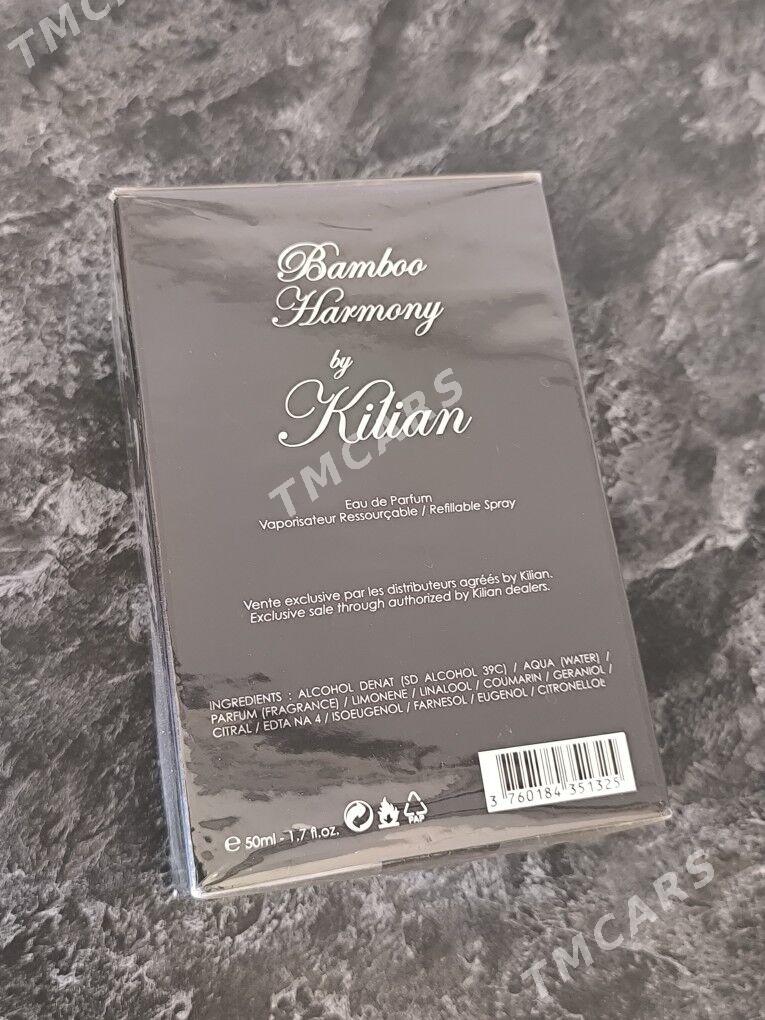 TMCARS
Bamboo
Harmony
by
Kilian
TMCARS
Eau de Parfum
Vaporisateur Ressourçable / Refillable Spray
Vente exclusive par les distributeurs agréés by Kilian.
Exclusive sale through authorized by Kilian dealers.
INGREDIENTS : ALCOHOL DENAT (SD ALCOHOL 39C) / AQUA (WATER) /
PARFUM (FRAGRANCE) / LIMONENE / LINALOOL / COUMARIN / GERANIOL /
CITRAL / EDTA NA 4 / ISOEUGENOL / FARNESOL / EUGENOL / CITRONELLOL
3 760184 351325
℮ 50ml - 1,7 fl.oz.
PAP
TMCARS